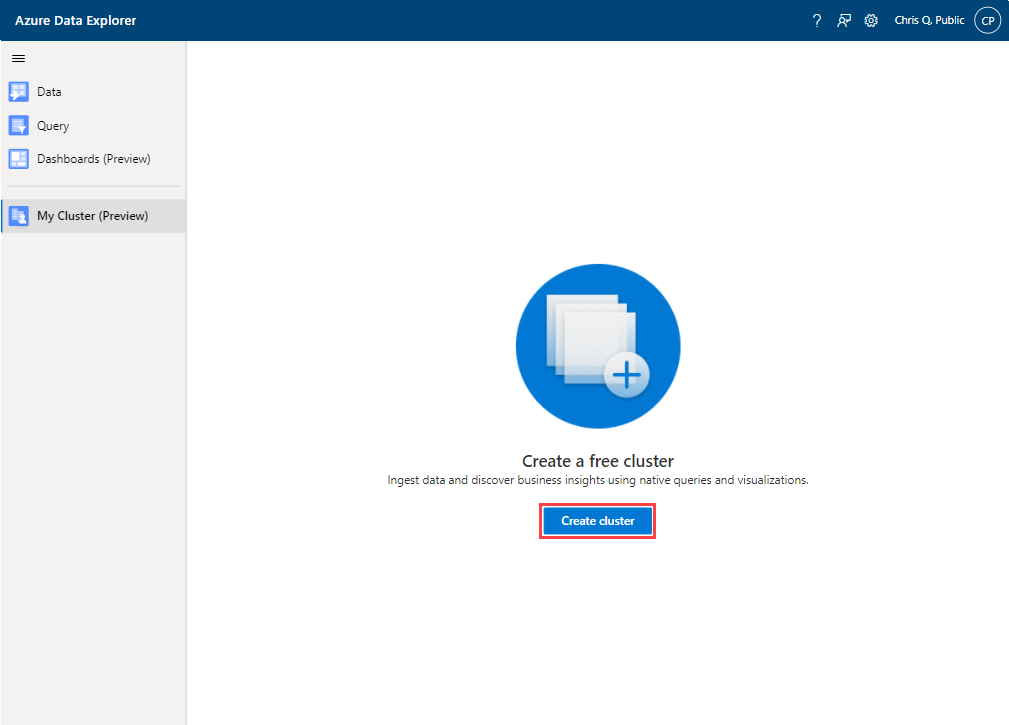 Azure Data Explorer
? Chris Q. Public CP
Data
Query
Dashboards (Preview)
My Cluster (Preview)
Create a free cluster
Ingest data and discover business insights using native queries and visualizations.
Create cluster